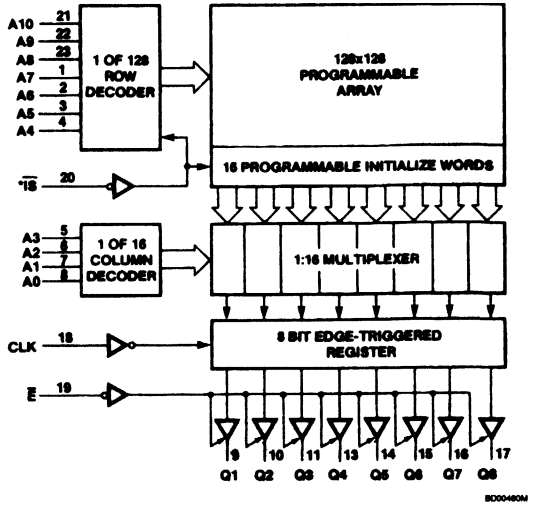 A10 21
A9 22
A8 23
A7 1
A6 2
A5 3
A4 4
1 OF 128
ROW
DECODER
128x128
PROGRAMMABLE
ARRAY
16 PROGRAMMABLE INITIALIZE WORDS
*IS 20
A3 5
A2 6
A1 7
A0 8
1 OF 16
COLUMN
DECODER
1:16 MULTIPLEXER
CLK 18
8 BIT EDGE-TRIGGERED
REGISTER
E 19
9 10 11 13 14 15 16 17
Q1 Q2 Q3 Q4 Q5 Q6 Q7 Q8
BD00460M